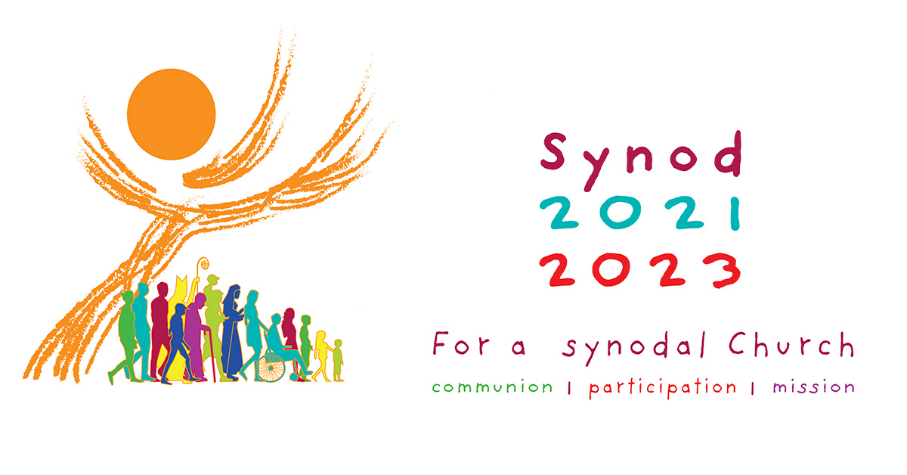 Synod
2021
2023
For a synodal Church
communion | participation | mission